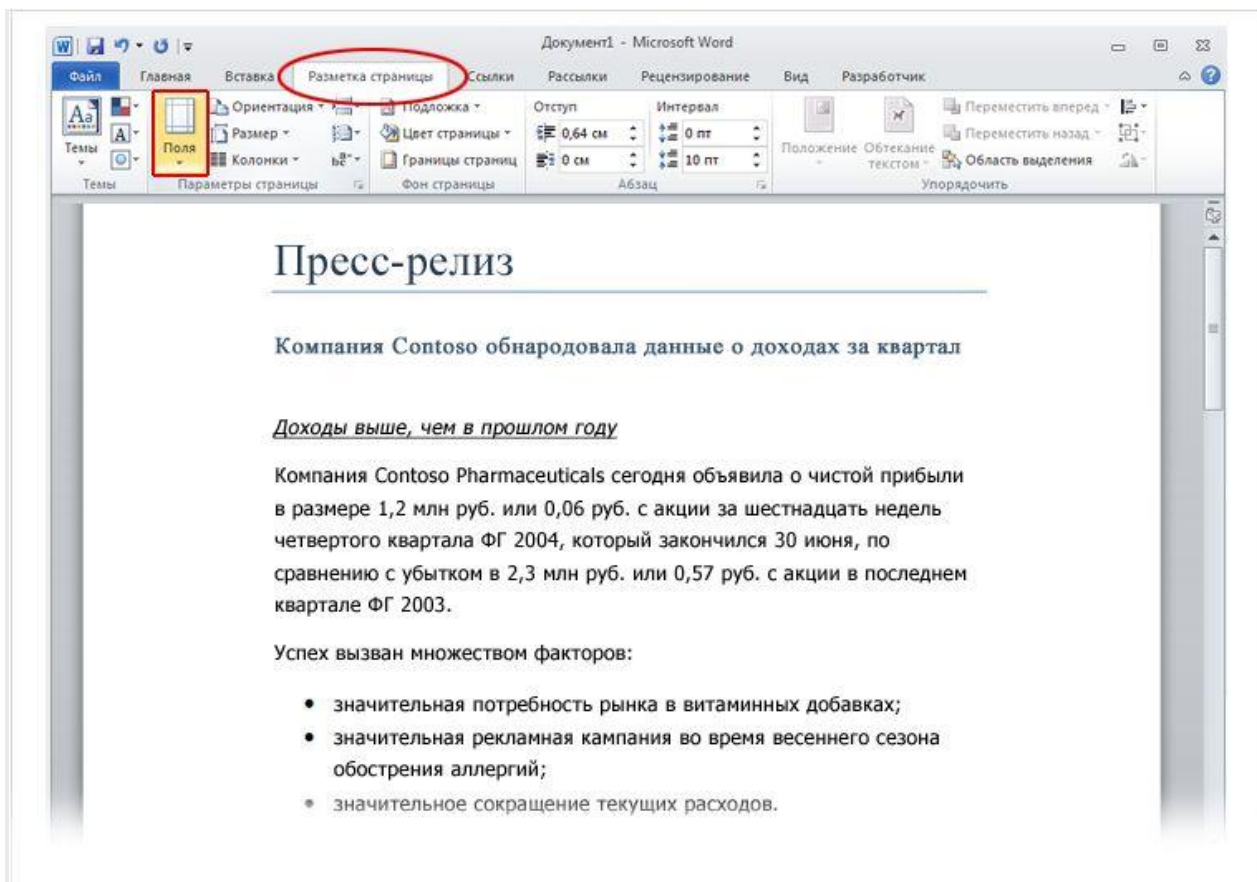 Документ1 - Microsoft Word
Файл Главная Вставка Разметка страницы Ссылки Рассылки Рецензирование Вид Разработчик
Ориентация Подложка Отступ Интервал Переместить вперед
Темы Поля Размер Цвет страницы 0,64 см 0 пт Положение Обтекание текстом Переместить назад
Колонки Границы страниц 0 см 10 пт Область выделения
Темы Параметры страницы Фон страницы Абзац Упорядочить
Пресс-релиз
Компания Contoso обнародовала данные о доходах за квартал
Доходы выше, чем в прошлом году
Компания Contoso Pharmaceuticals сегодня объявила о чистой прибыли
в размере 1,2 млн руб. или 0,06 руб. с акции за шестнадцать недель
четвертого квартала ФГ 2004, который закончился 30 июня, по
сравнению с убытком в 2,3 млн руб. или 0,57 руб. с акции в последнем
квартале ФГ 2003.
Успех вызван множеством факторов:
• значительная потребность рынка в витаминных добавках;
• значительная рекламная кампания во время весеннего сезона
обострения аллергий;
• значительное сокращение текущих расходов.